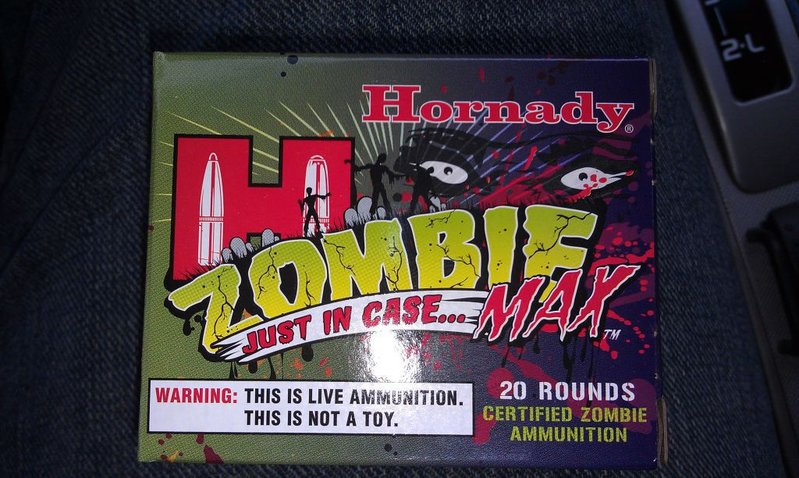 2-L
Hornady®
H
ZOMBIE
JUST IN CASE... MAX™
WARNING: THIS IS LIVE AMMUNITION.
THIS IS NOT A TOY.
20 ROUNDS
CERTIFIED ZOMBIE
AMMUNITION